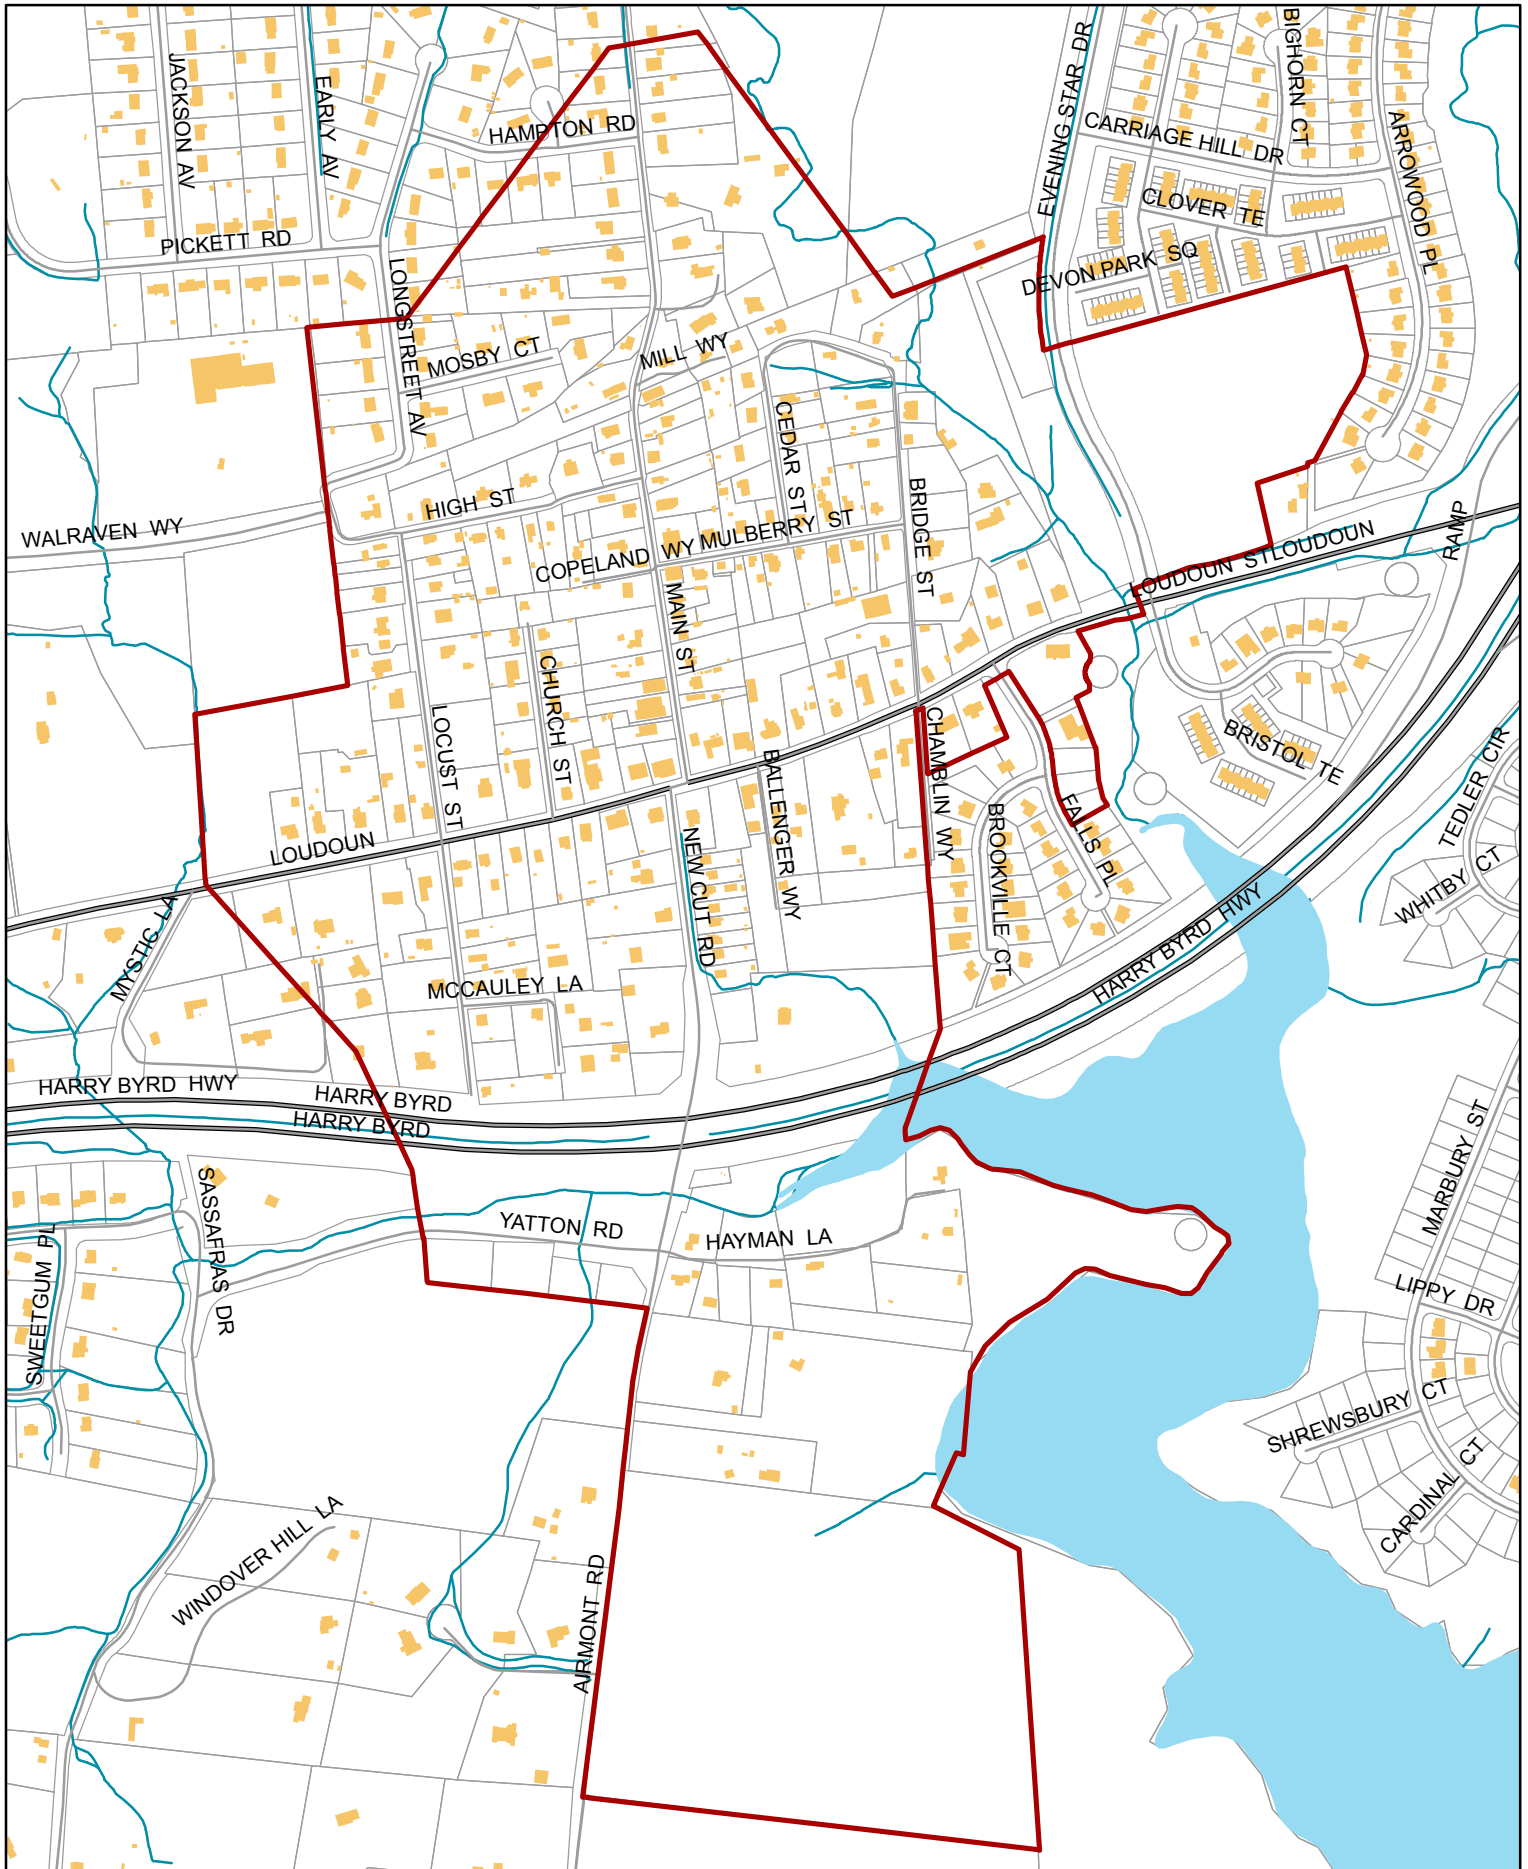 JACKSON AV
EARLY AV
HAMPTON RD
EVENING STAR DR
BIGHORN CT
CARRIAGE HILL DR
ARROWOOD PL
CLOVER TE
PICKETT RD
DEVON PARK SQ
LONGSTREET AV
MOSBY CT
MILL WY
CEDAR ST
HIGH ST
BRIDGE ST
WALRAVEN WY
COPELAND WY
MULBERRY ST
RAMP
LOUDOUN ST
LOUDOUN
MAIN ST
CHURCH ST
LOCUST ST
CHAMBLIN WY
BRISTOL TE
BALLENGER WY
TEDLER CIR
FALLS PL
BROOKVILLE CT
LOUDOUN
NEW CUT RD
WHITBY CT
MYSTIC LA
HARRY BYRD HWY
MCCAULEY LA
HARRY BYRD HWY
HARRY BYRD
HARRY BYRD
MARBURY ST
SASSAFRAS DR
YATTON RD
HAYMAN LA
SWEETGUM PL
LIPPY DR
SHREWSBURY CT
CARDINAL CT
WINDOVER HILL LA
AIRMONT RD